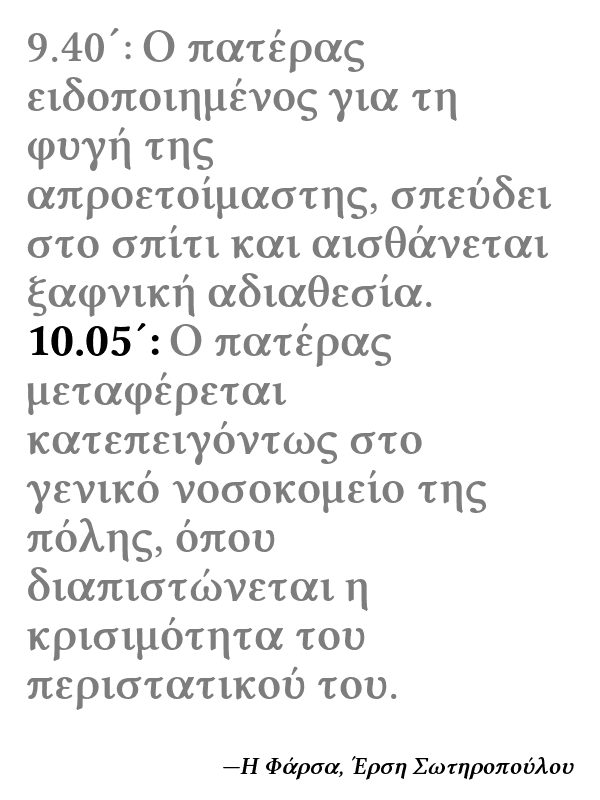 9.40΄: Ο πατέρας
ειδοποιημένος για τη
φυγή της
απροετοίμαστης, σπεύδει
στο σπίτι και αισθάνεται
ξαφνική αδιαθεσία.
10.05΄: Ο πατέρας
μεταφέρεται
κατεπειγόντως στο
γενικό νοσοκομείο της
πόλης, όπου
διαπιστώνεται η
κρισιμότητα του
περιστατικού του.
—Η Φάρσα, Έρση Σωτηροπούλου